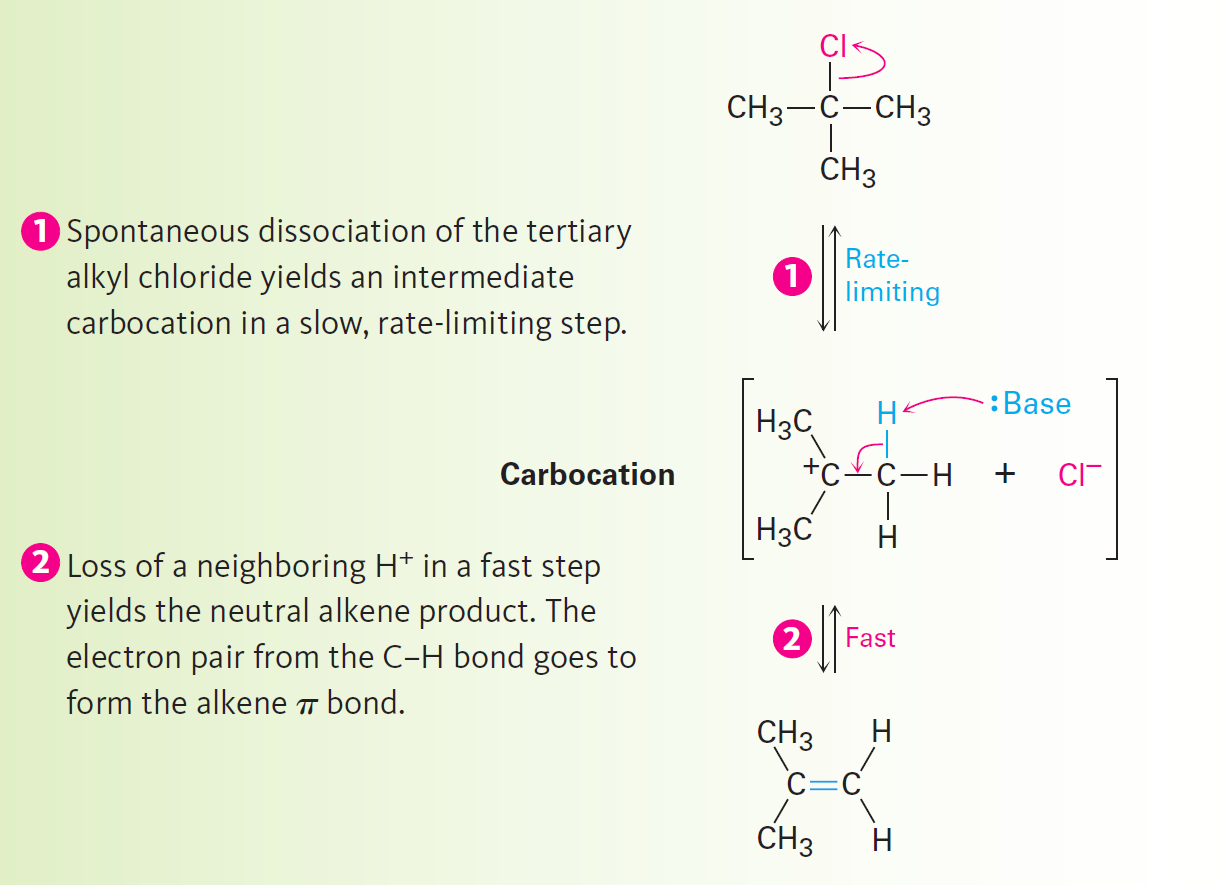 Cl
CH3—C—CH3
CH3
1 Spontaneous dissociation of the tertiary
alkyl chloride yields an intermediate
carbocation in a slow, rate-limiting step.
1
Rate-
limiting
Carbocation
H3C
H
:Base
+C—C—H + Cl−
H3C
H
2 Loss of a neighboring H+ in a fast step
yields the neutral alkene product. The
electron pair from the C–H bond goes to
form the alkene π bond.
2
Fast
CH3 H
C=C
CH3 H